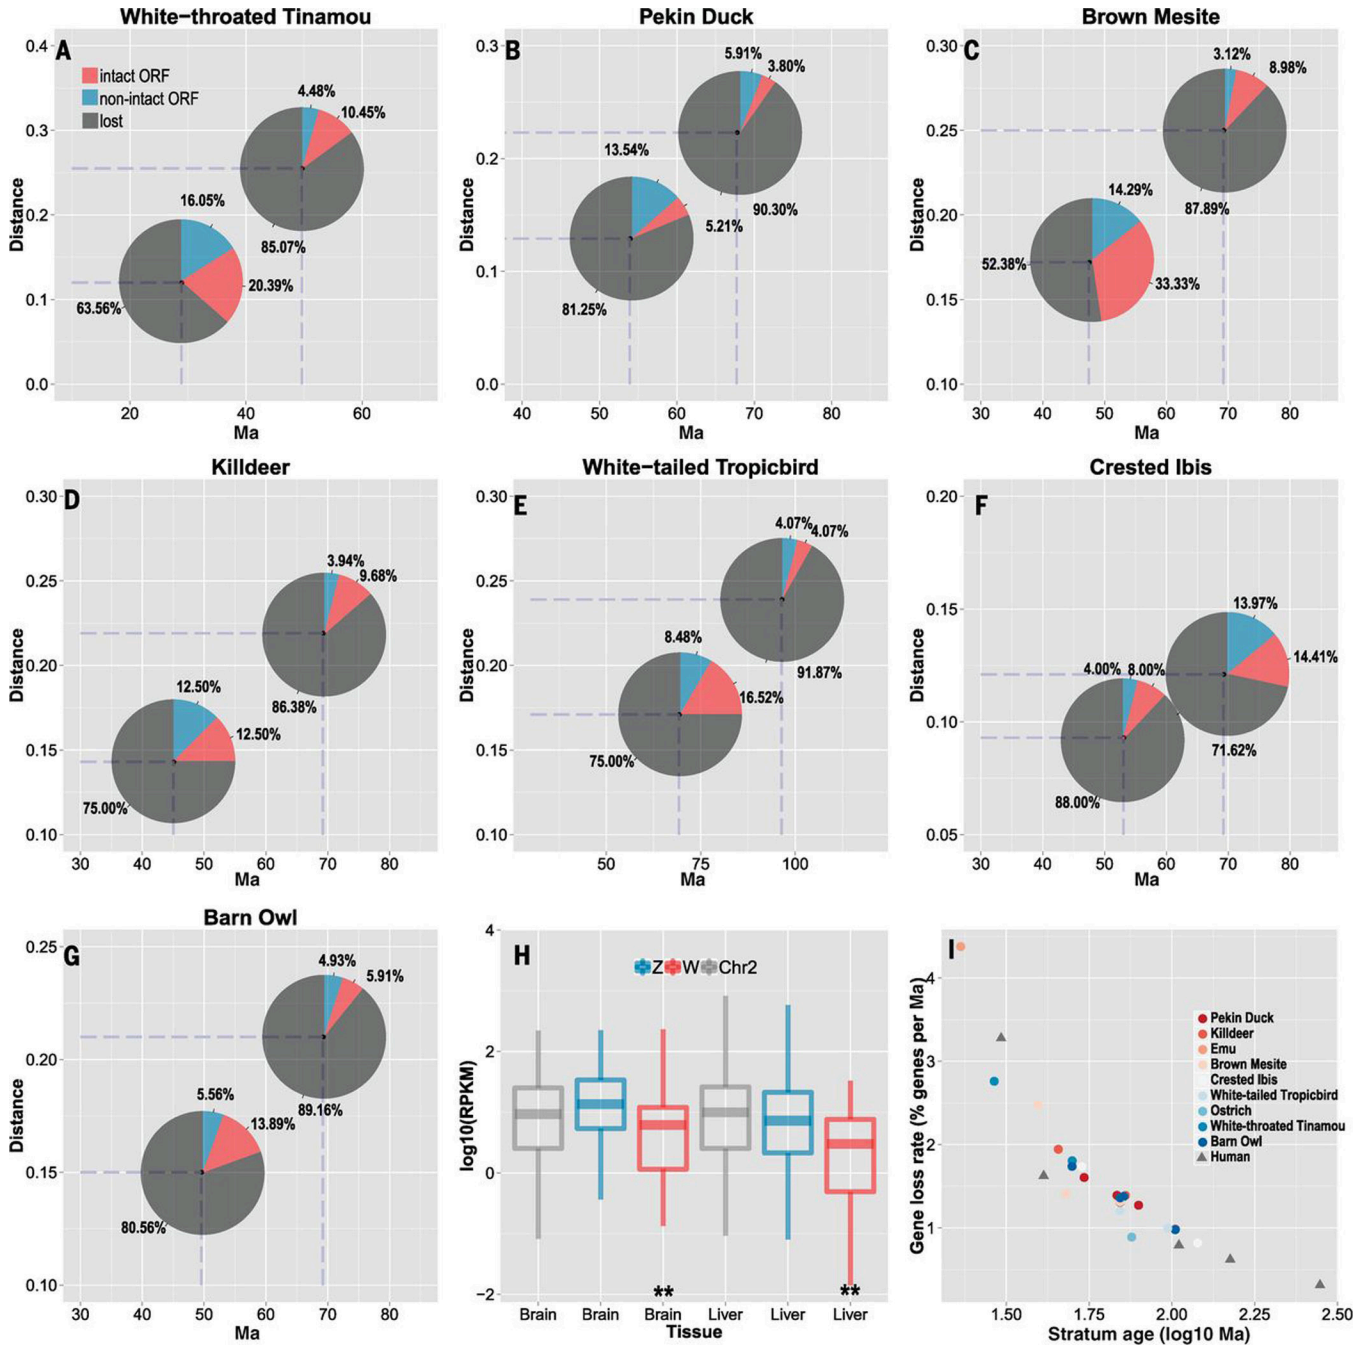 White-throated Tinamou
A
0.4
0.3
0.2
0.1
0.0
Distance
intact ORF
non-intact ORF
lost
4.48%
10.45%
85.07%
16.05%
20.39%
63.56%
20 40 60
Ma
Pekin Duck
B
0.3
0.2
0.1
0.0
Distance
5.91%
3.80%
90.30%
13.54%
5.21%
81.25%
40 50 60 70 80
Ma
Brown Mesite
C
0.30
0.25
0.20
0.15
0.10
Distance
3.12%
8.98%
87.89%
14.29%
52.38%
33.33%
30 40 50 60 70 80
Ma
Killdeer
D
0.30
0.25
0.20
0.15
0.10
Distance
3.94%
9.68%
86.38%
12.50%
12.50%
75.00%
30 40 50 60 70 80
Ma
White-tailed Tropicbird
E
0.30
0.25
0.20
0.15
0.10
Distance
4.07%
4.07%
91.87%
8.48%
16.52%
75.00%
50 75 100
Ma
Crested Ibis
F
0.20
0.15
0.10
0.05
Distance
13.97%
14.41%
71.62%
4.00%
8.00%
88.00%
30 40 50 60 70 80
Ma
Barn Owl
G
0.25
0.20
0.15
0.10
Distance
4.93%
5.91%
89.16%
5.56%
13.89%
80.56%
30 40 50 60 70 80
Ma
H
4
2
0
−2
log10(RPKM)
Z W Chr2
** **
Brain Brain Brain Liver Liver Liver
Tissue
I
4
3
2
1
Gene loss rate (% genes per Ma)
Pekin Duck
Killdeer
Emu
Brown Mesite
Crested Ibis
White-tailed Tropicbird
Ostrich
White-throated Tinamou
Barn Owl
Human
1.50 1.75 2.00 2.25 2.50
Stratum age (log10 Ma)